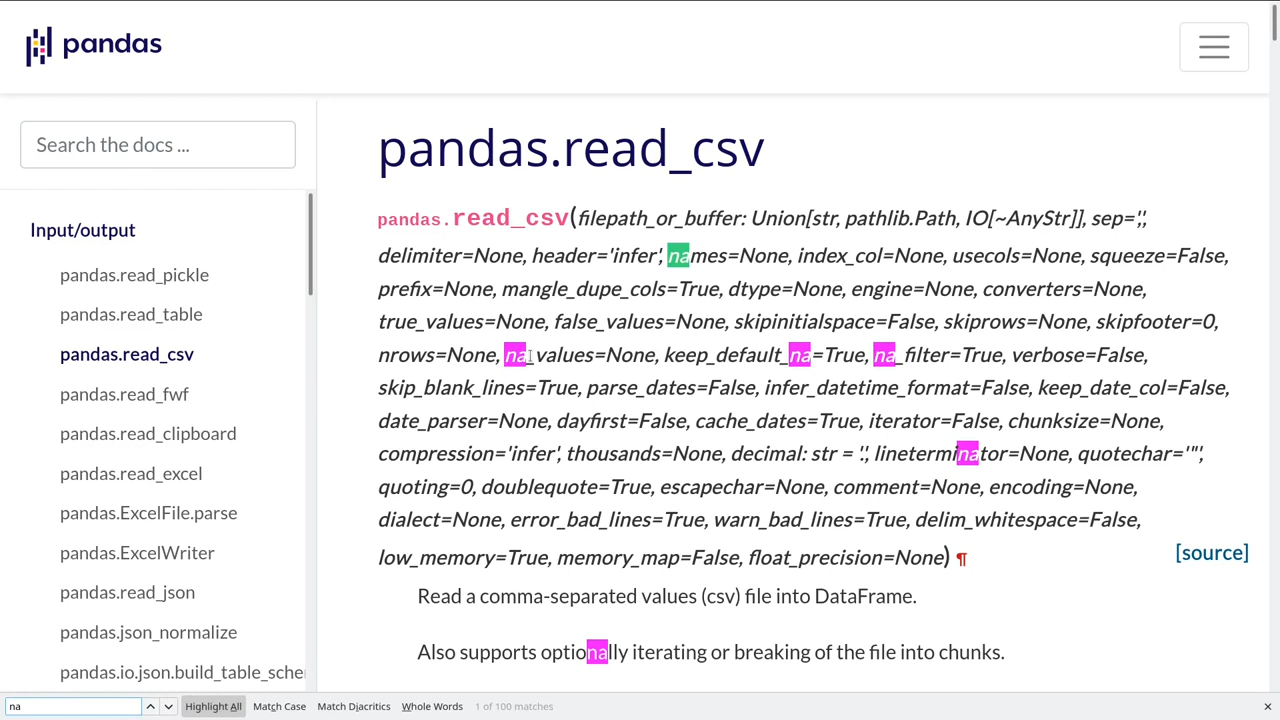 pandas
Search the docs ...
Input/output
pandas.read_pickle
pandas.read_table
pandas.read_csv
pandas.read_fwf
pandas.read_clipboard
pandas.read_excel
pandas.ExcelFile.parse
pandas.ExcelWriter
pandas.read_json
pandas.json_normalize
pandas.io.json.build_table_sche
pandas.read_csv
pandas.read_csv(filepath_or_buffer: Union[str, pathlib.Path, IO[~AnyStr]], sep=',',
delimiter=None, header='infer', names=None, index_col=None, usecols=None, squeeze=False,
prefix=None, mangle_dupe_cols=True, dtype=None, engine=None, converters=None,
true_values=None, false_values=None, skipinitialspace=False, skiprows=None, skipfooter=0,
nrows=None, na_values=None, keep_default_na=True, na_filter=True, verbose=False,
skip_blank_lines=True, parse_dates=False, infer_datetime_format=False, keep_date_col=False,
date_parser=None, dayfirst=False, cache_dates=True, iterator=False, chunksize=None,
compression='infer', thousands=None, decimal: str = '.', lineterminator=None, quotechar='"',
quoting=0, doublequote=True, escapechar=None, comment=None, encoding=None,
dialect=None, error_bad_lines=True, warn_bad_lines=True, delim_whitespace=False,
low_memory=True, memory_map=False, float_precision=None) ¶ [source]
Read a comma-separated values (csv) file into DataFrame.
Also supports optionally iterating or breaking of the file into chunks.
na Highlight All Match Case Match Diacritics Whole Words 1 of 100 matches